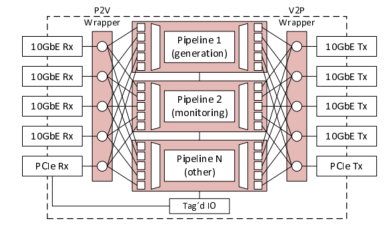 P2V
Wrapper
V2P
Wrapper
10GbE Rx
10GbE Rx
10GbE Rx
10GbE Rx
PCIe Rx
Pipeline 1
(generation)
Pipeline 2
(monitoring)
Pipeline N
(other)
Tag'd IO
10GbE Tx
10GbE Tx
10GbE Tx
10GbE Tx
PCIe Tx